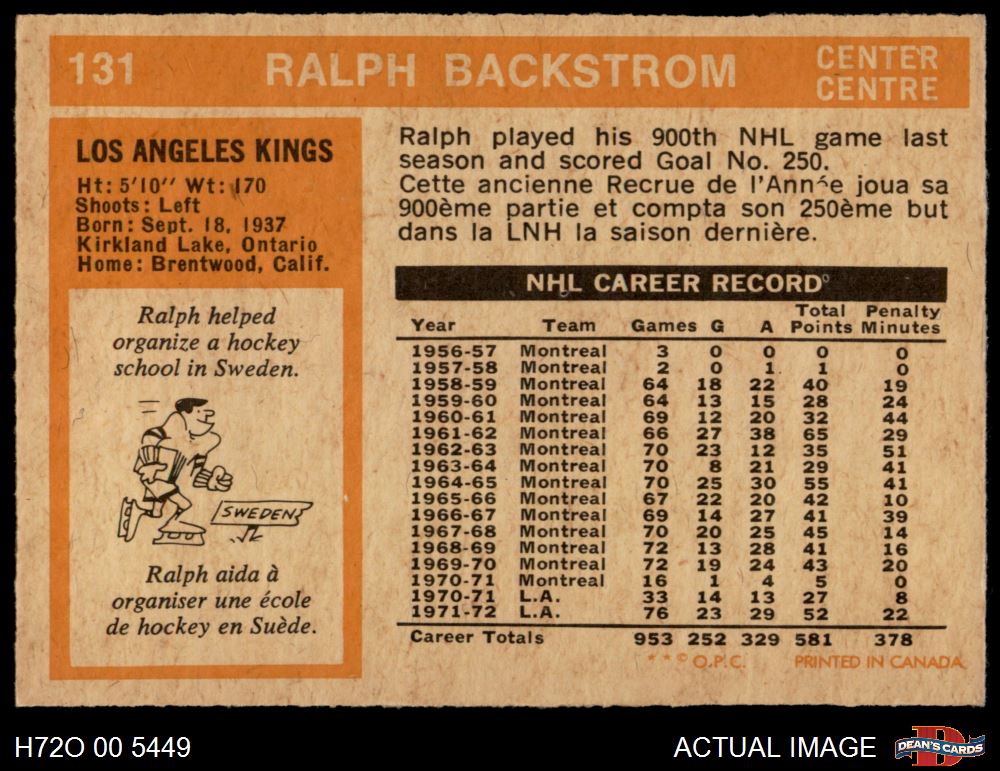 131 RALPH BACKSTROM CENTER
CENTRE
LOS ANGELES KINGS
Ht: 5'10'' Wt: 170
Shoots: Left
Born: Sept. 18, 1937
Kirkland Lake, Ontario
Home: Brentwood, Calif.
Ralph helped
organize a hockey
school in Sweden.
SWEDEN
Ralph aida à
organiser une école
de hockey en Suède.
Ralph played his 900th NHL game last
season and scored Goal No. 250.
Cette ancienne Recrue de l'Année joua sa
900ème partie et compta son 250ème but
dans la LNH la saison dernière.
NHL CAREER RECORD
Year Team Games G A Total Points Penalty Minutes
1956-57 Montreal 3 0 0 0 0
1957-58 Montreal 2 0 1 1 0
1958-59 Montreal 64 18 22 40 19
1959-60 Montreal 64 13 15 28 24
1960-61 Montreal 69 12 20 32 44
1961-62 Montreal 66 27 38 65 29
1962-63 Montreal 70 23 12 35 51
1963-64 Montreal 70 8 21 29 41
1964-65 Montreal 70 25 30 55 41
1965-66 Montreal 67 22 20 42 10
1966-67 Montreal 69 14 27 41 39
1967-68 Montreal 70 20 25 45 14
1968-69 Montreal 72 13 28 41 16
1969-70 Montreal 72 19 24 43 20
1970-71 Montreal 16 1 4 5 0
1970-71 L.A. 33 14 13 27 8
1971-72 L.A. 76 23 29 52 22
Career Totals 953 252 329 581 378
* * © O.P.C. PRINTED IN CANADA
H72O 00 5449 ACTUAL IMAGE DEAN'S CARDS